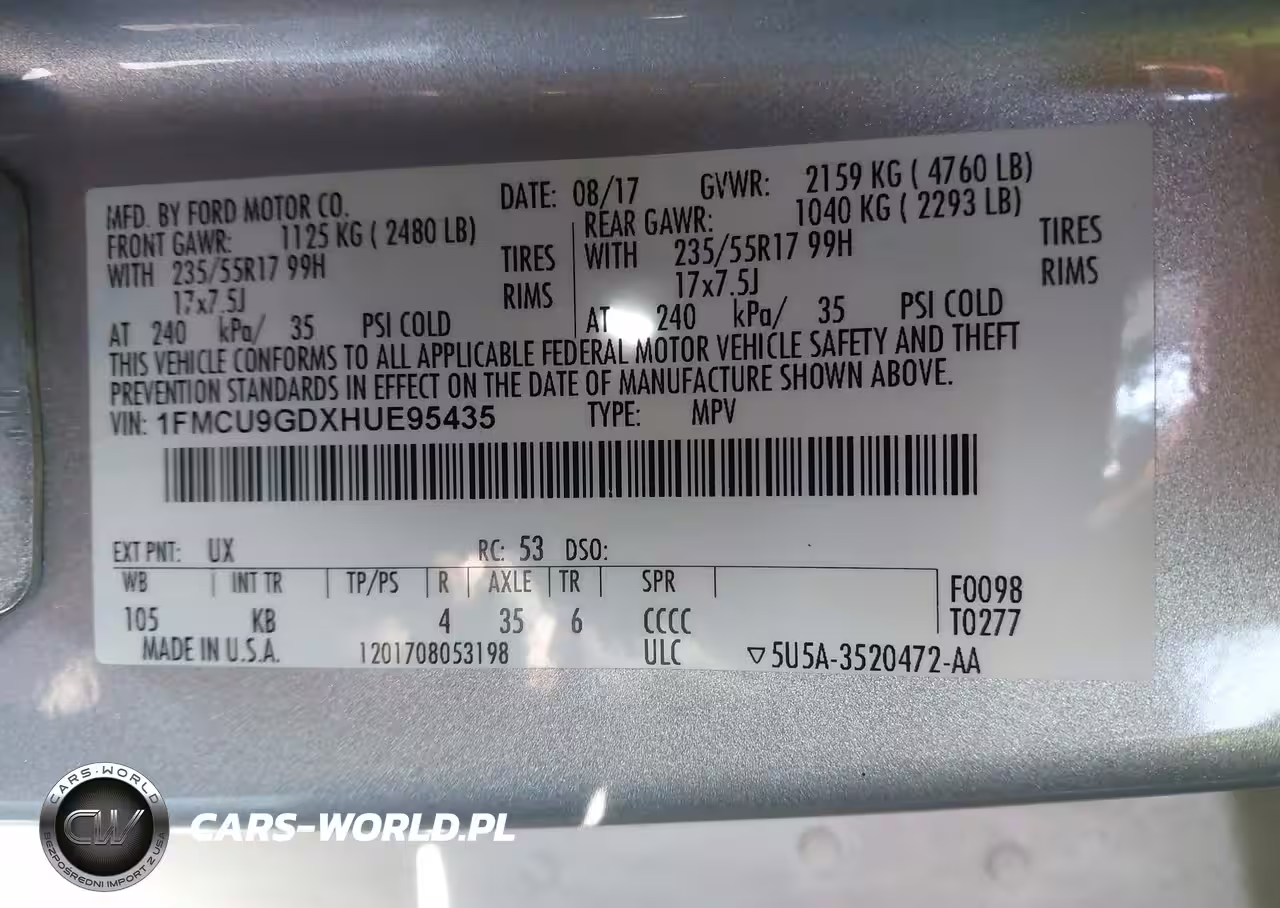 MFD. BY FORD MOTOR CO. DATE: 08/17 GVWR: 2159 KG ( 4760 LB)
FRONT GAWR: 1125 KG ( 2480 LB) REAR GAWR: 1040 KG ( 2293 LB)
WITH 235/55R17 99H TIRES WITH 235/55R17 99H TIRES
17x7.5J RIMS 17x7.5J RIMS
AT 240 kPa/ 35 PSI COLD AT 240 kPa/ 35 PSI COLD
THIS VEHICLE CONFORMS TO ALL APPLICABLE FEDERAL MOTOR VEHICLE SAFETY AND THEFT
PREVENTION STANDARDS IN EFFECT ON THE DATE OF MANUFACTURE SHOWN ABOVE.
VIN: 1FMCU9GDXHUE95435 TYPE: MPV
EXT PNT: UX RC: 53 DSO:
WB INT TR TP/PS R AXLE TR SPR F0098
105 KB 4 35 6 CCCC T0277
MADE IN U.S.A. 1201708053198 ULC ▽5U5A-3520472-AA
CARS-WORLD
CW
BEZPOŚREDNI IMPORT Z USA
CARS-WORLD.PL